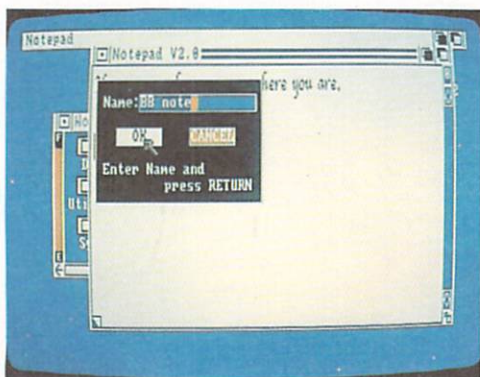 Notepad
Notepad V2.0
here you are.
Name: BB note
OK CANCEL
Enter Name and
press RETURN
Uti